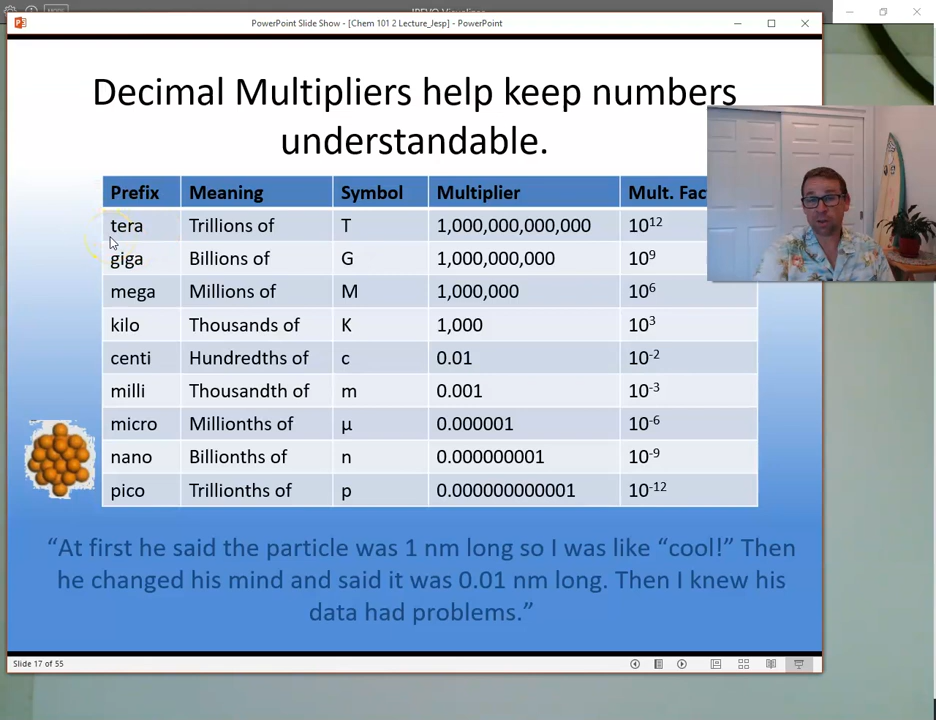 PowerPoint Slide Show - [Chem 101 2 Lecture_Jesp] - PowerPoint
Decimal Multipliers help keep numbers
understandable.
Prefix Meaning Symbol Multiplier Mult. Fac
tera Trillions of T 1,000,000,000,000 10¹²
giga Billions of G 1,000,000,000 10⁹
mega Millions of M 1,000,000 10⁶
kilo Thousands of K 1,000 10³
centi Hundredths of c 0.01 10⁻²
milli Thousandth of m 0.001 10⁻³
micro Millionths of µ 0.000001 10⁻⁶
nano Billionths of n 0.000000001 10⁻⁹
pico Trillionths of p 0.000000000001 10⁻¹²
“At first he said the particle was 1 nm long so I was like “cool!” Then
he changed his mind and said it was 0.01 nm long. Then I knew his
data had problems.”
Slide 17 of 55